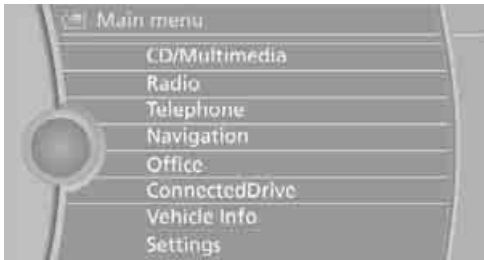 Main menu
CD/Multimedia
Radio
Telephone
Navigation
Office
ConnectedDrive
Vehicle Info
Settings